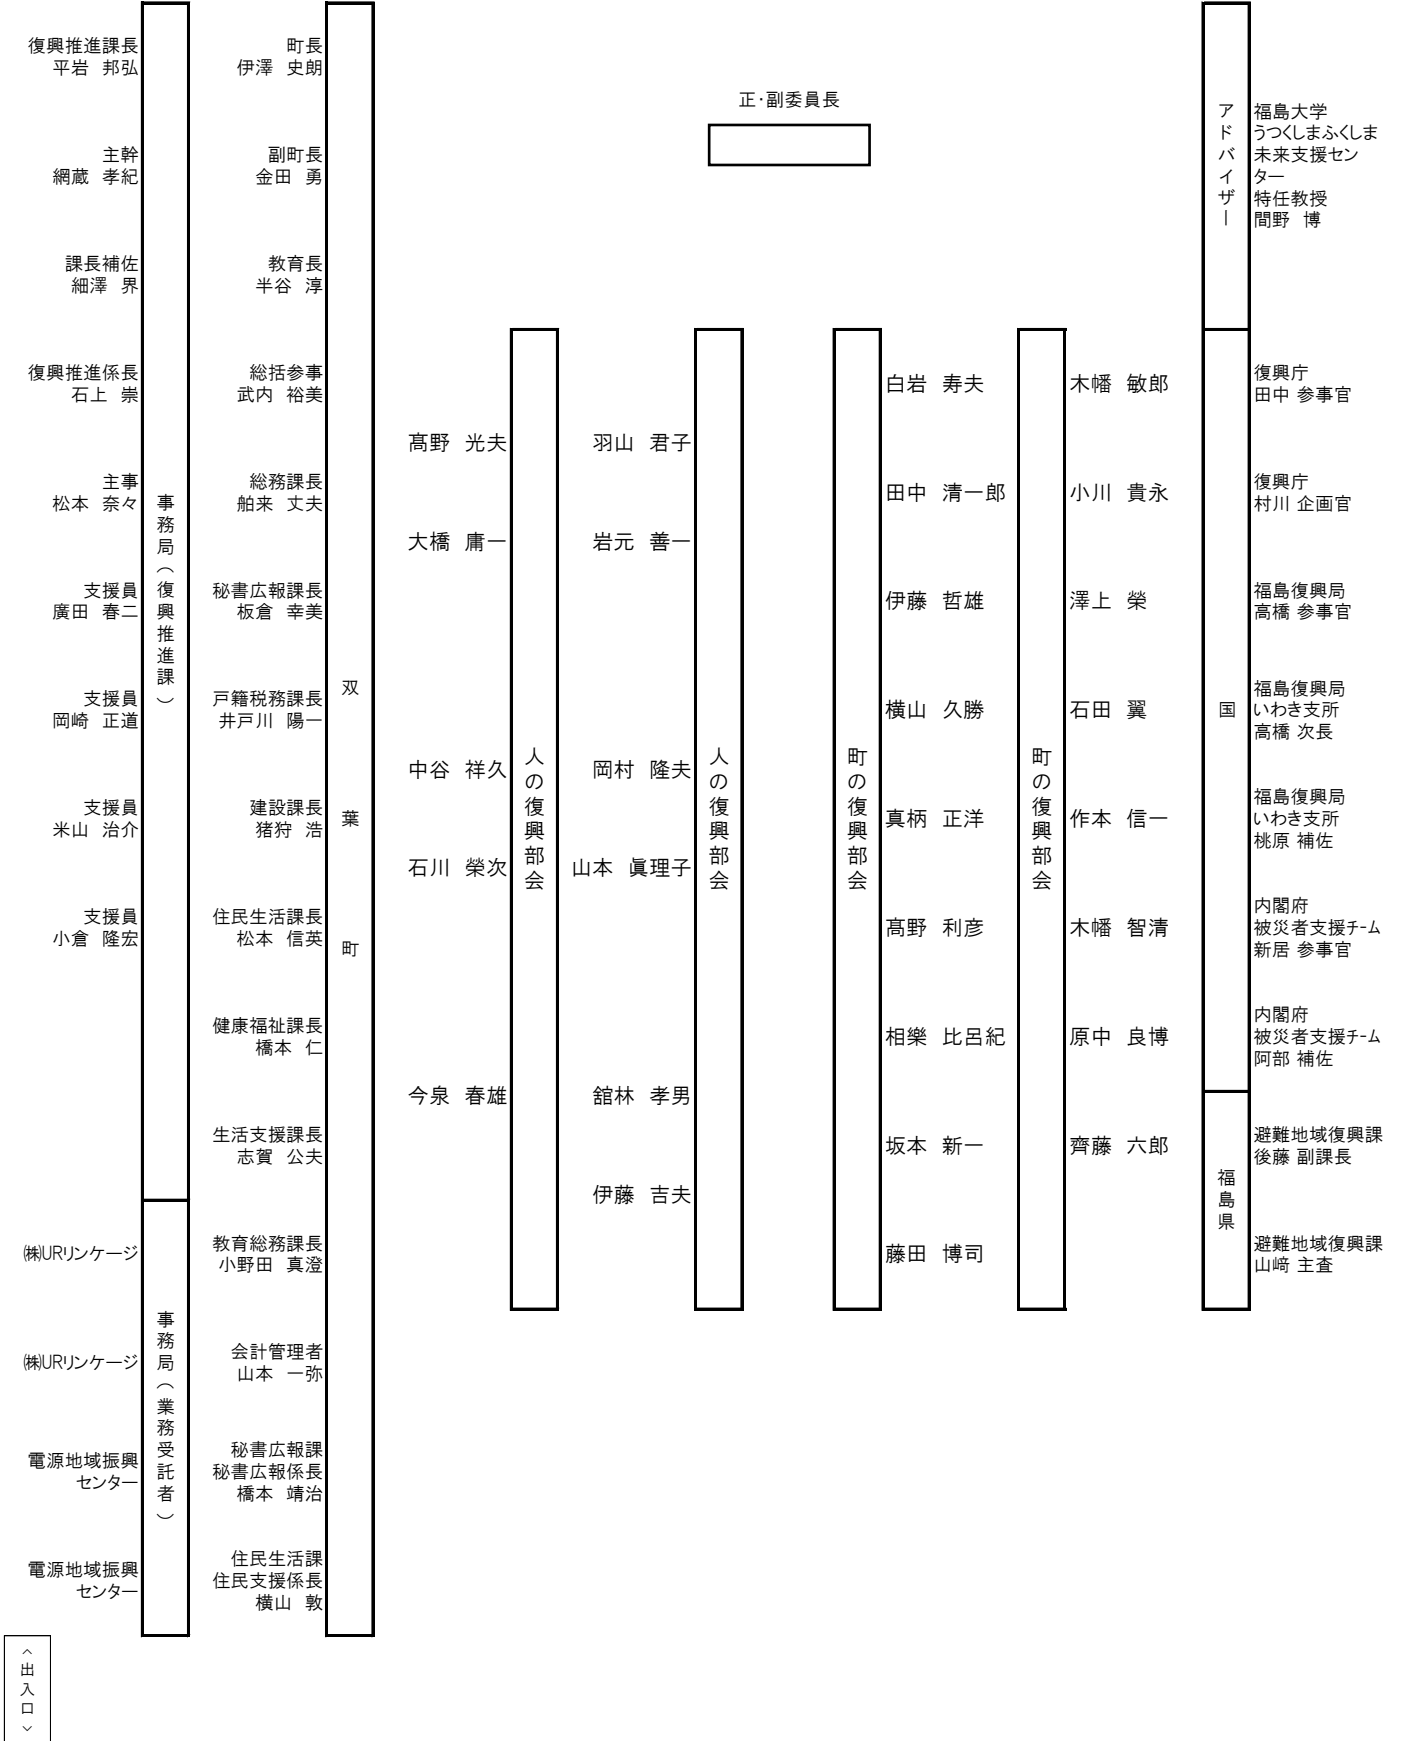 正･副委員長
復興推進課長
平岩 邦弘
主幹
網蔵 孝紀
課長補佐
細澤 界
復興推進係長
石上 崇
主事
松本 奈々
支援員
廣田 春二
支援員
岡崎 正道
支援員
米山 治介
支援員
小倉 隆宏
㈱URリンケージ
㈱URリンケージ
電源地域振興
センター
電源地域振興
センター
事務局（復興推進課）
事務局（業務受託者）
町長
伊澤 史朗
副町長
金田 勇
教育長
半谷 淳
総括参事
武内 裕美
総務課長
舶来 丈夫
秘書広報課長
板倉 幸美
戸籍税務課長
井戸川 陽一
建設課長
猪狩 浩
住民生活課長
松本 信英
健康福祉課長
橋本 仁
生活支援課長
志賀 公夫
教育総務課長
小野田 真澄
会計管理者
山本 一弥
秘書広報課
秘書広報係長
橋本 靖治
住民生活課
住民支援係長
横山 敦
双葉町
髙野 光夫
大橋 庸一
中谷 祥久
石川 榮次
今泉 春雄
人の復興部会
羽山 君子
岩元 善一
岡村 隆夫
山本 眞理子
舘林 孝男
伊藤 吉夫
人の復興部会
町の復興部会
白岩 寿夫
田中 清一郎
伊藤 哲雄
横山 久勝
真柄 正洋
髙野 利彦
相樂 比呂紀
坂本 新一
藤田 博司
町の復興部会
木幡 敏郎
小川 貴永
澤上 榮
石田 翼
作本 信一
木幡 智清
原中 良博
齊藤 六郎
アドバイザー
福島大学
うつくしまふくしま
未来支援セン
ター
特任教授
間野 博
国
復興庁
田中 参事官
復興庁
村川 企画官
福島復興局
高橋 参事官
福島復興局
いわき支所
高橋 次長
福島復興局
いわき支所
桃原 補佐
内閣府
被災者支援ﾁｰﾑ
新居 参事官
内閣府
被災者支援ﾁｰﾑ
阿部 補佐
福島県
避難地域復興課
後藤 副課長
避難地域復興課
山﨑 主査
＜出入口＞